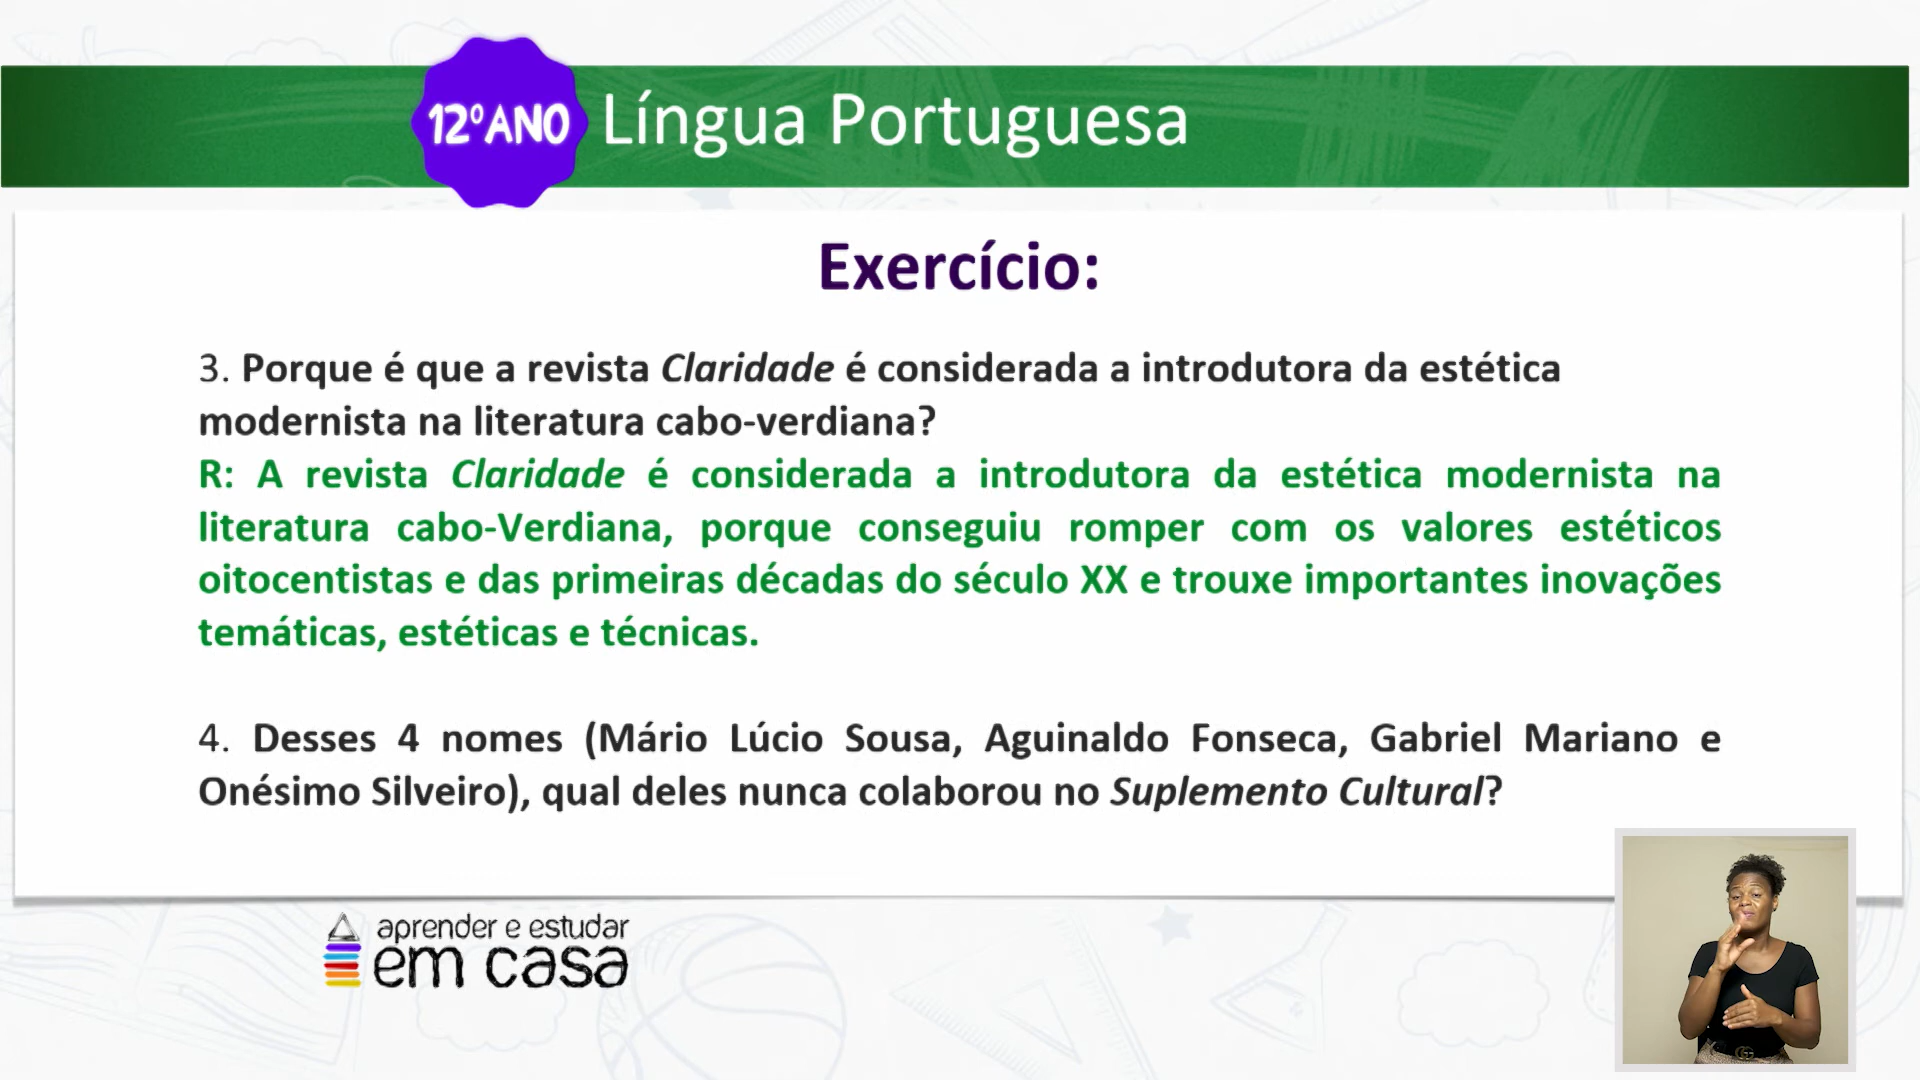 12ºANO Língua Portuguesa
Exercício:
3. Porque é que a revista Claridade é considerada a introdutora da estética
modernista na literatura cabo-verdiana?
R: A revista Claridade é considerada a introdutora da estética modernista na
literatura cabo-Verdiana, porque conseguiu romper com os valores estéticos
oitocentistas e das primeiras décadas do século XX e trouxe importantes inovações
temáticas, estéticas e técnicas.
4. Desses 4 nomes (Mário Lúcio Sousa, Aguinaldo Fonseca, Gabriel Mariano e
Onésimo Silveiro), qual deles nunca colaborou no Suplemento Cultural?
aprender e estudar
em casa